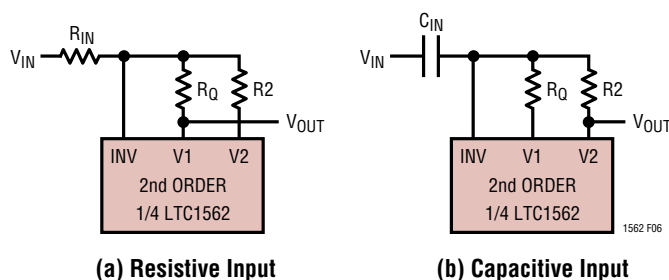 RIN
VIN
RQ
R2
VOUT
INV V1 V2
2nd ORDER
1/4 LTC1562
(a) Resistive Input
CIN
VIN
RQ
R2
VOUT
INV V1 V2
2nd ORDER
1/4 LTC1562
1562 F06
(b) Capacitive Input